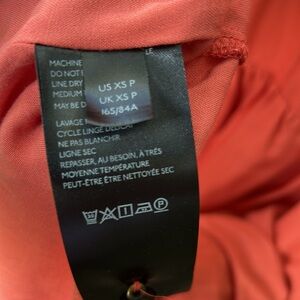 MACHINE
DO NOT
LINE DRY
MEDIUM
MAY BE D
LE
US XS P
UK XS P
165/84A
LAVAGE
CYCLE LINGE DÉLICAT
NE PAS BLANCHIR
LIGNE SEC
REPASSER, AU BESOIN, À TRÈS
MOYENNE TEMPÉRATURE
PEUT-ÊTRE ÊTRE NETTOYÉE SEC